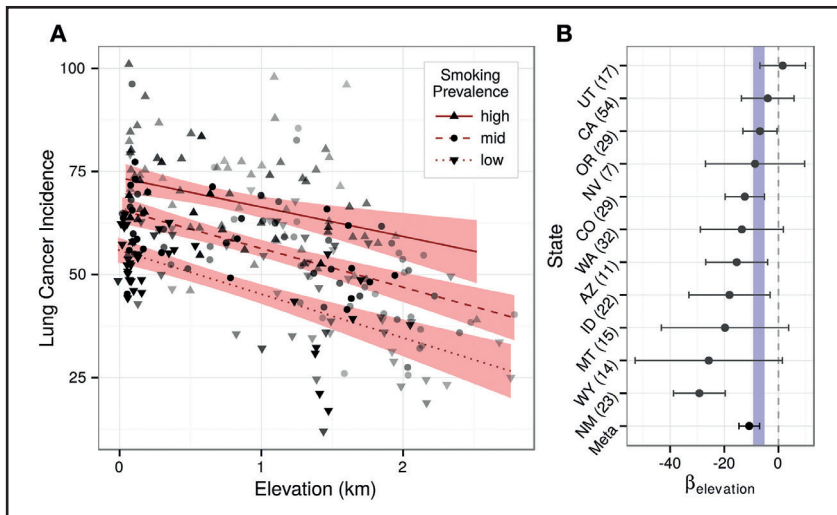 A
B
Lung Cancer Incidence
100
75
50
25
0
1
2
Elevation (km)
Smoking
Prevalence
high
mid
low
State
UT (17)
CA (54)
OR (29)
NV (7)
CO (29)
WA (32)
AZ (11)
ID (22)
MT (15)
WY (14)
NM (23)
Meta
-40
-20
0
βelevation